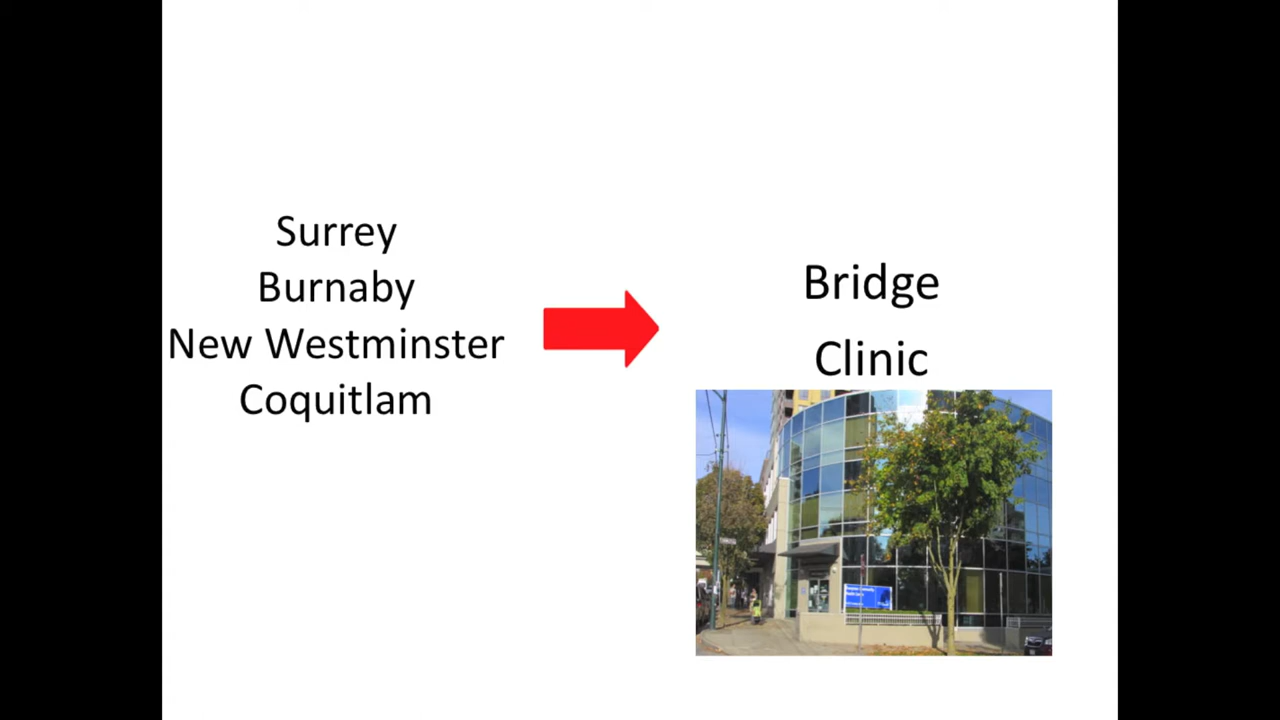 Surrey
Burnaby
New Westminster
Coquitlam
Bridge
Clinic